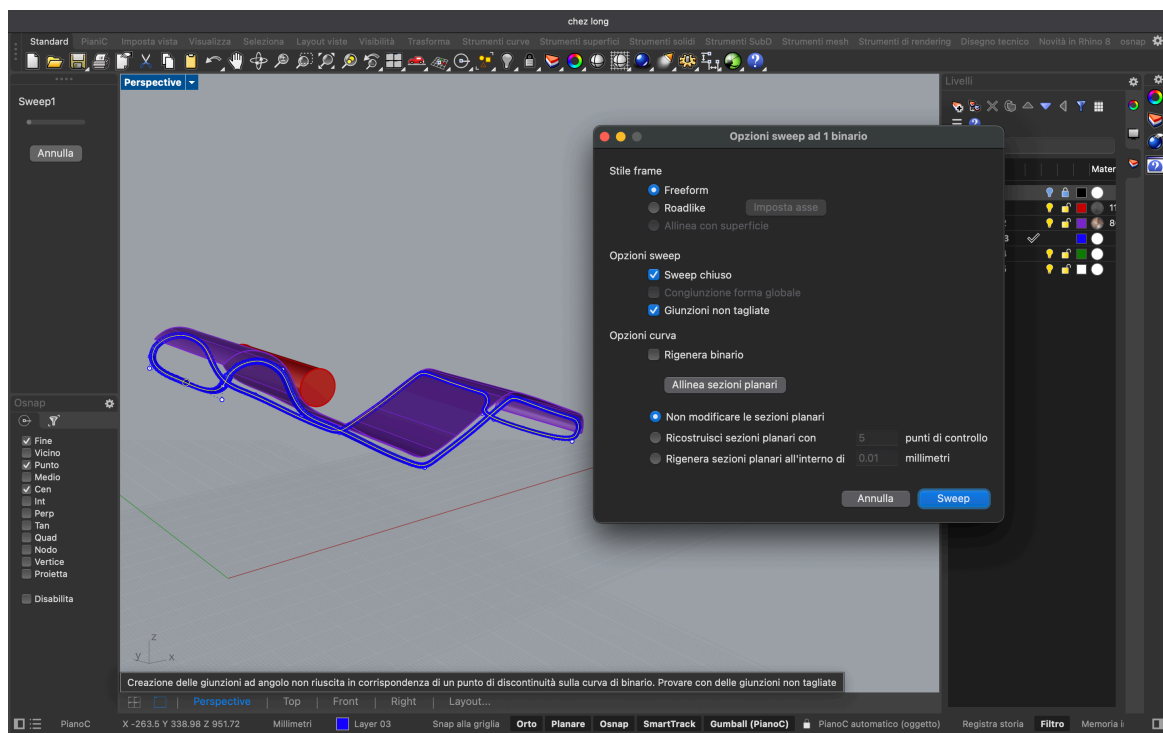 chez long
Standard PianiC Imposta vista Visualizza Seleziona Layout viste Visibilità Trasforma Strumenti curve Strumenti superfici Strumenti solidi Strumenti SubD Strumenti mesh Strumenti di rendering Disegno tecnico Novità in Rhino 8 osnap
Sweep1
Annulla
Perspective
Livelli
Mater
11
8
3
Opzioni sweep ad 1 binario
Stile frame
Freeform
Roadlike Imposta asse
Allinea con superficie
Opzioni sweep
Sweep chiuso
Congiunzione forma globale
Giunzioni non tagliate
Opzioni curva
Rigenera binario
Allinea sezioni planari
Non modificare le sezioni planari
Ricostruisci sezioni planari con 5 punti di controllo
Rigenera sezioni planari all'interno di 0.01 millimetri
Annulla Sweep
Osnap
Fine
Vicino
Punto
Medio
Cen
Int
Perp
Tan
Quad
Nodo
Vertice
Proietta
Disabilita
z
y x
Creazione delle giunzioni ad angolo non riuscita in corrispondenza di un punto di discontinuità sulla curva di binario. Provare con delle giunzioni non tagliate
Perspective | Top | Front | Right | Layout...
PianoC X -263.5 Y 338.98 Z 951.72 Millimetri Layer 03 Snap alla griglia Orto Planare Osnap SmartTrack Gumball (PianoC) PianoC automatico (oggetto) Registra storia Filtro Memoria